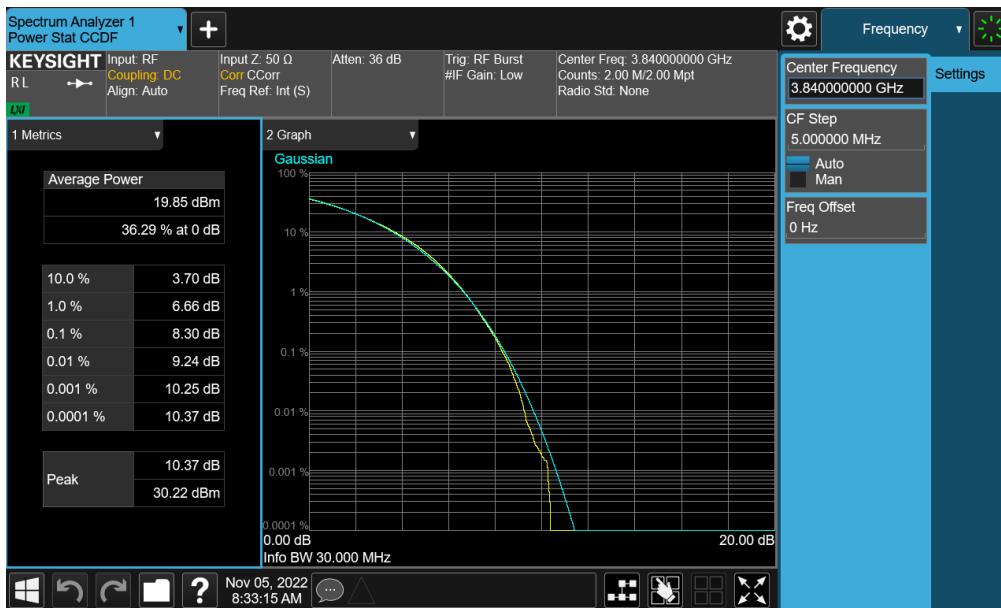 Spectrum Analyzer 1
Power Stat CCDF
+
Frequency
KEYSIGHT
R L
LXI
Input: RF
Coupling: DC
Align: Auto
Input Z: 50 Ω
Corr CCorr
Freq Ref: Int (S)
Atten: 36 dB
Trig: RF Burst
#IF Gain: Low
Center Freq: 3.840000000 GHz
Counts: 2.00 M/2.00 Mpt
Radio Std: None
Center Frequency
3.840000000 GHz
Settings
CF Step
5.000000 MHz
Auto
Man
Freq Offset
0 Hz
1 Metrics
Average Power
19.85 dBm
36.29 % at 0 dB
10.0 % 3.70 dB
1.0 % 6.66 dB
0.1 % 8.30 dB
0.01 % 9.24 dB
0.001 % 10.25 dB
0.0001 % 10.37 dB
Peak
10.37 dB
30.22 dBm
2 Graph
Gaussian
100 %
10 %
1 %
0.1 %
0.01 %
0.001 %
0.0001 %
0.00 dB 20.00 dB
Info BW 30.000 MHz
?
Nov 05, 2022
8:33:15 AM